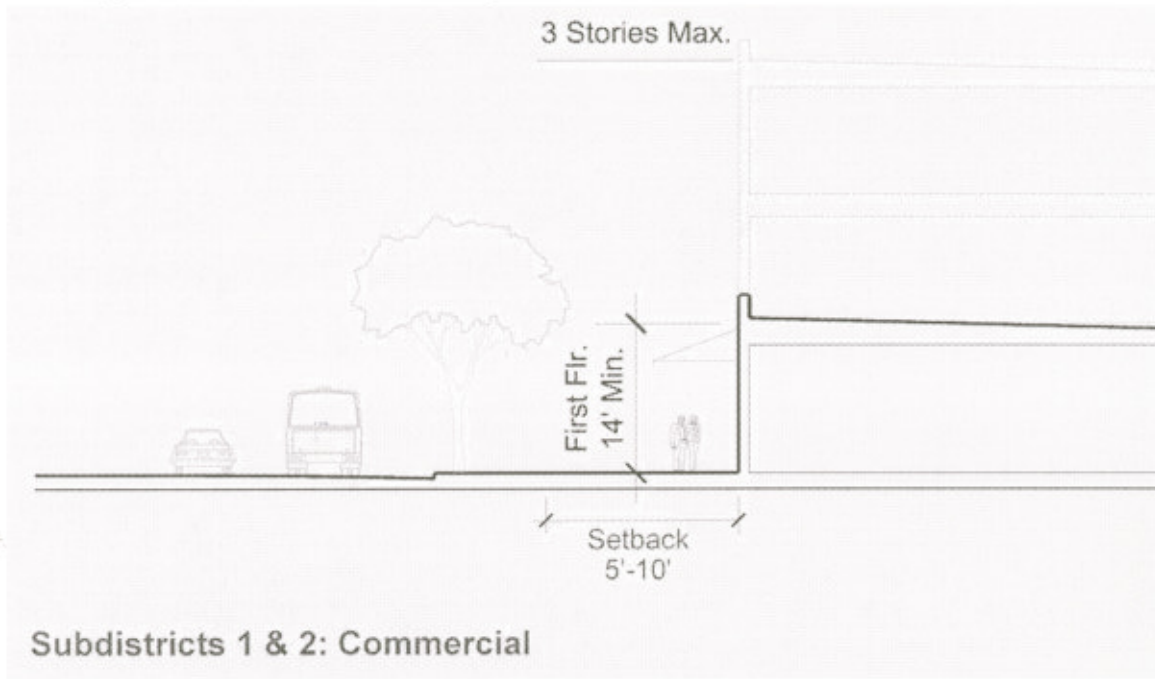 3 Stories Max.
First Flr.
14' Min.
Setback
5'-10'
Subdistricts 1 & 2: Commercial